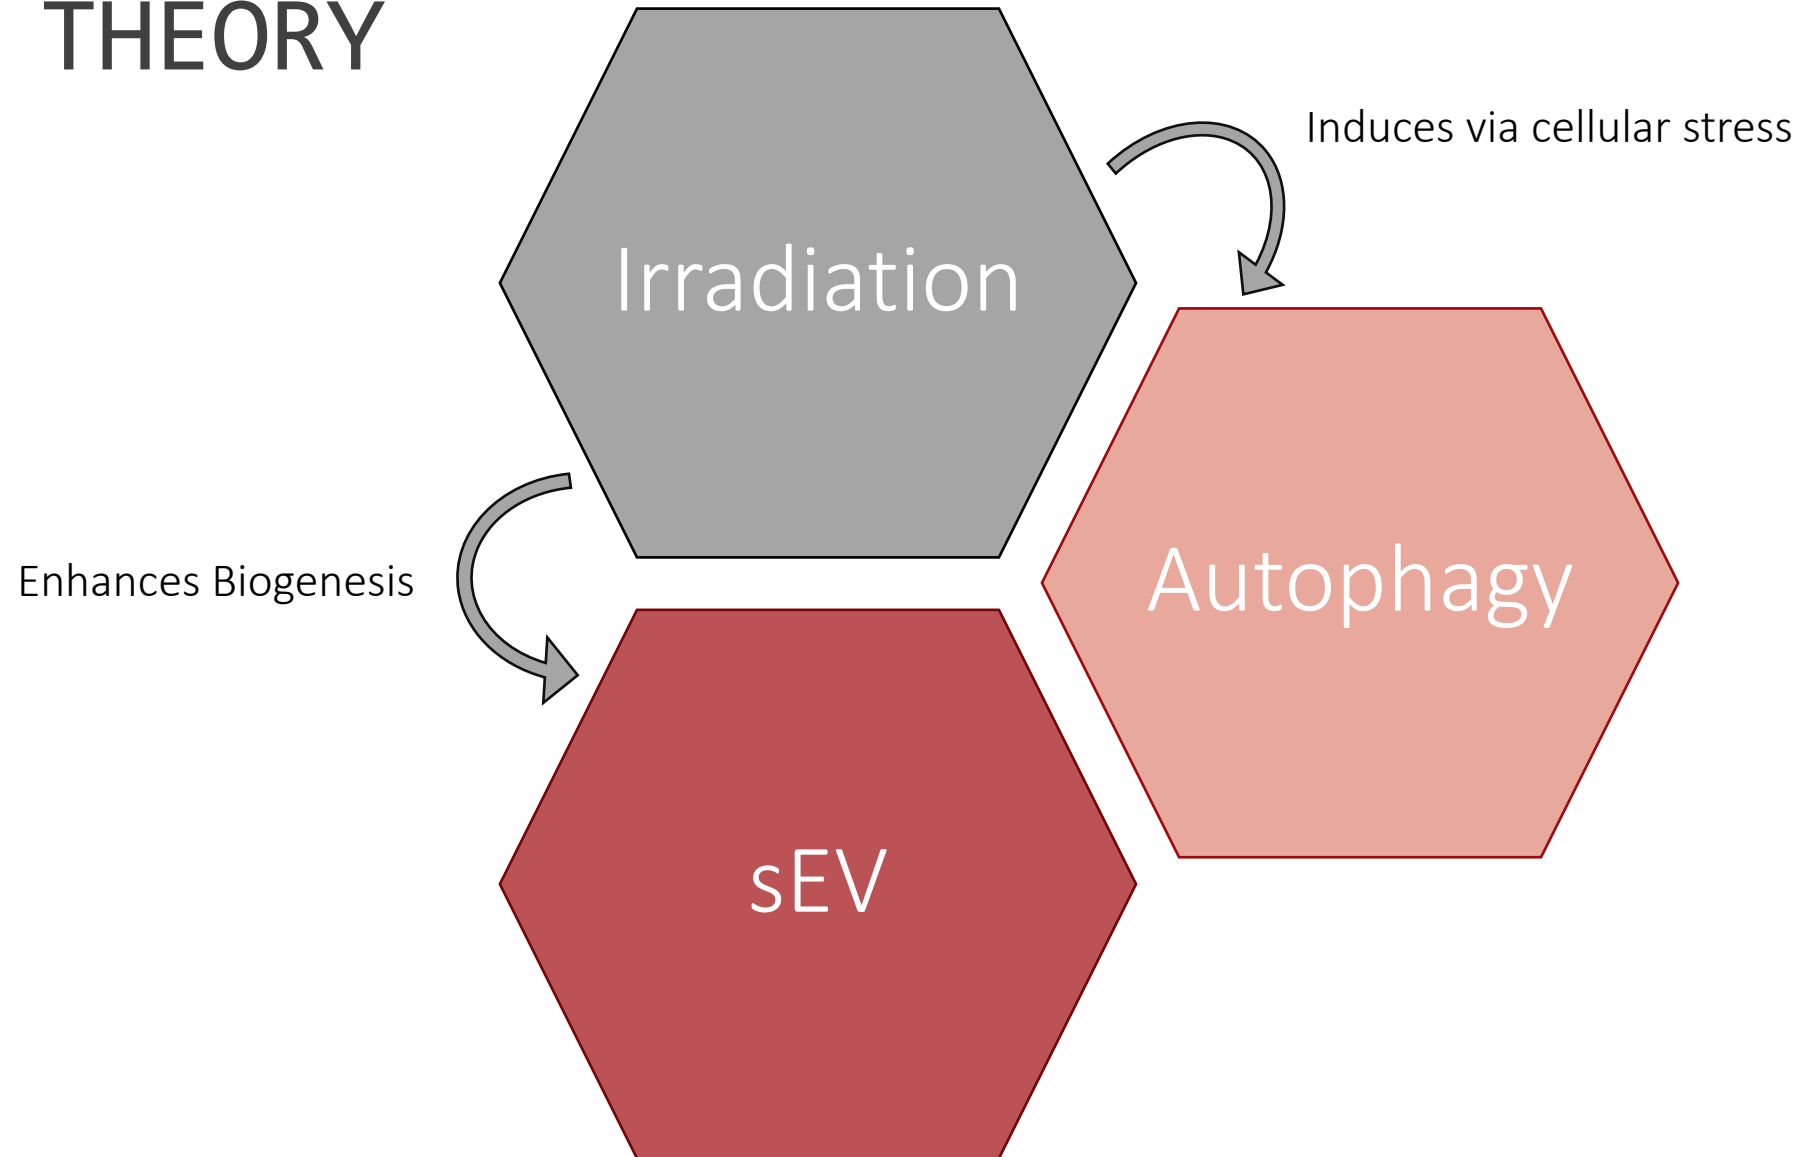 THEORY
Induces via cellular stress
Irradiation
Enhances Biogenesis
Autophagy
sEV